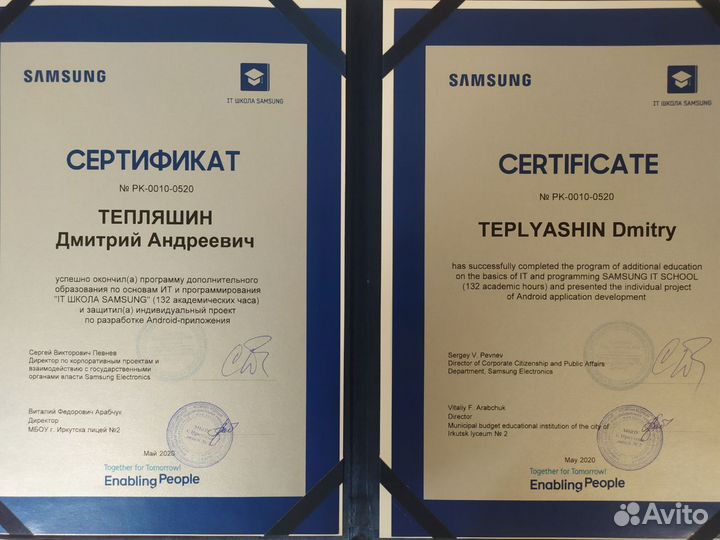 SAMSUNG
IT ШКОЛА SAMSUNG
СЕРТИФИКАТ
№ PK-0010-0520
ТЕПЛЯШИН
Дмитрий Андреевич
успешно окончил(а) программу дополнительного
образования по основам ИТ и программирования
"IT ШКОЛА SAMSUNG" (132 академических часа)
и защитил(а) индивидуальный проект
по разработке Android-приложения
Сергей Викторович Певнев
Директор по корпоративным проектам и
взаимодействию с государственными
органами власти Samsung Electronics
Виталий Федорович Арабчук
Директор
МБОУ г. Иркутска лицей №2
Май 2020
Together for Tomorrow!
Enabling People
SAMSUNG
IT ШКОЛА SAMSUNG
CERTIFICATE
№ PK-0010-0520
TEPLYASHIN Dmitry
has successfully completed the program of additional education
on the basics of IT and programming SAMSUNG IT SCHOOL
(132 academic hours) and presented the individual project
of Android application development
Sergey V. Pevnev
Director of Corporate Citizenship and Public Affairs
Department, Samsung Electronics
Vitaliy F. Arabchuk
Director
Municipal budget educational institution of the city of
Irkutsk lyceum № 2
May 2020
Together for Tomorrow!
Enabling People
Avito